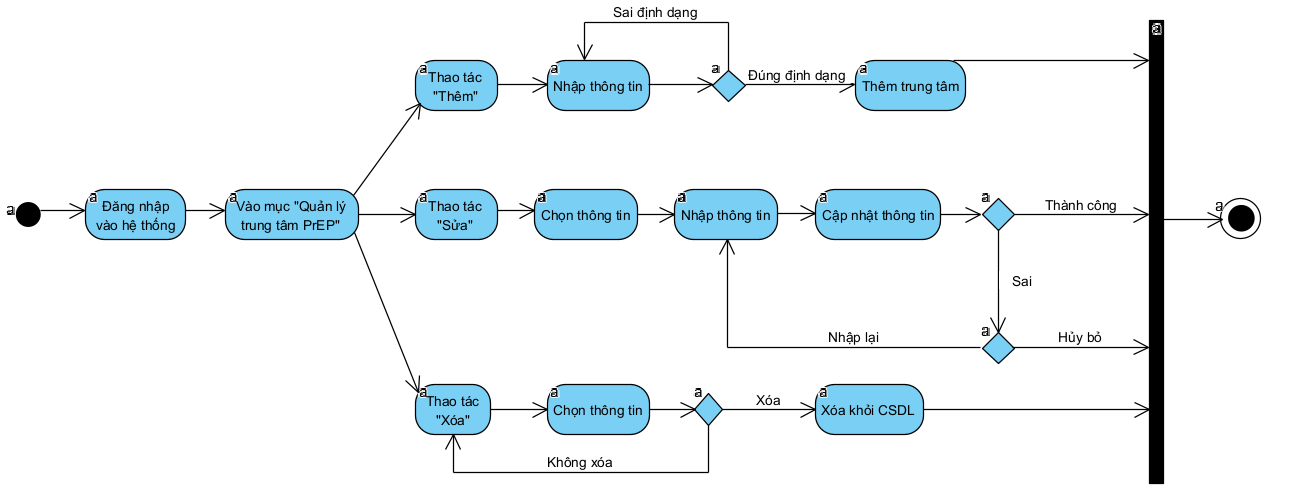 Sai định dạng
Thao tác
"Thêm"
Nhập thông tin
Đúng định dạng
Thêm trung tâm
Đăng nhập
vào hệ thống
Vào mục "Quản lý
trung tâm PrEP"
Thao tác
"Sửa"
Chọn thông tin
Nhập thông tin
Cập nhật thông tin
Thành công
Sai
Nhập lại
Hủy bỏ
Thao tác
"Xóa"
Chọn thông tin
Xóa
Xóa khỏi CSDL
Không xóa